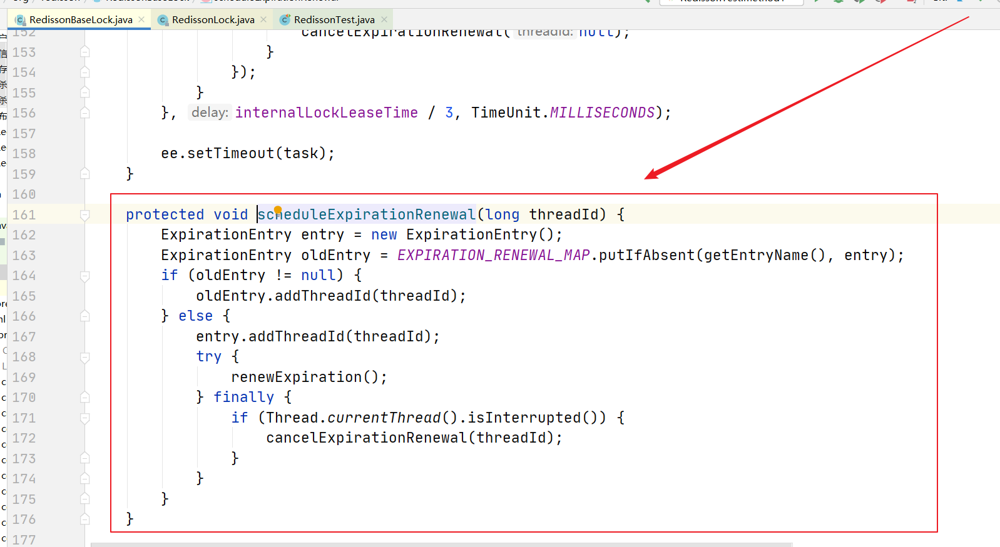 RedissonBaseLock.java RedissonLock.java RedissonTest.java
152 cancelExpirationRenewal( threadId: null);
153 }
154 });
155 }
156 }, delay: internalLockLeaseTime / 3, TimeUnit.MILLISECONDS);
157
158 ee.setTimeout(task);
159 }
160
161 protected void scheduleExpirationRenewal(long threadId) {
162 ExpirationEntry entry = new ExpirationEntry();
163 ExpirationEntry oldEntry = EXPIRATION_RENEWAL_MAP.putIfAbsent(getEntryName(), entry);
164 if (oldEntry != null) {
165 oldEntry.addThreadId(threadId);
166 } else {
167 entry.addThreadId(threadId);
168 try {
169 renewExpiration();
170 } finally {
171 if (Thread.currentThread().isInterrupted()) {
172 cancelExpirationRenewal(threadId);
173 }
174 }
175 }
176 }
177